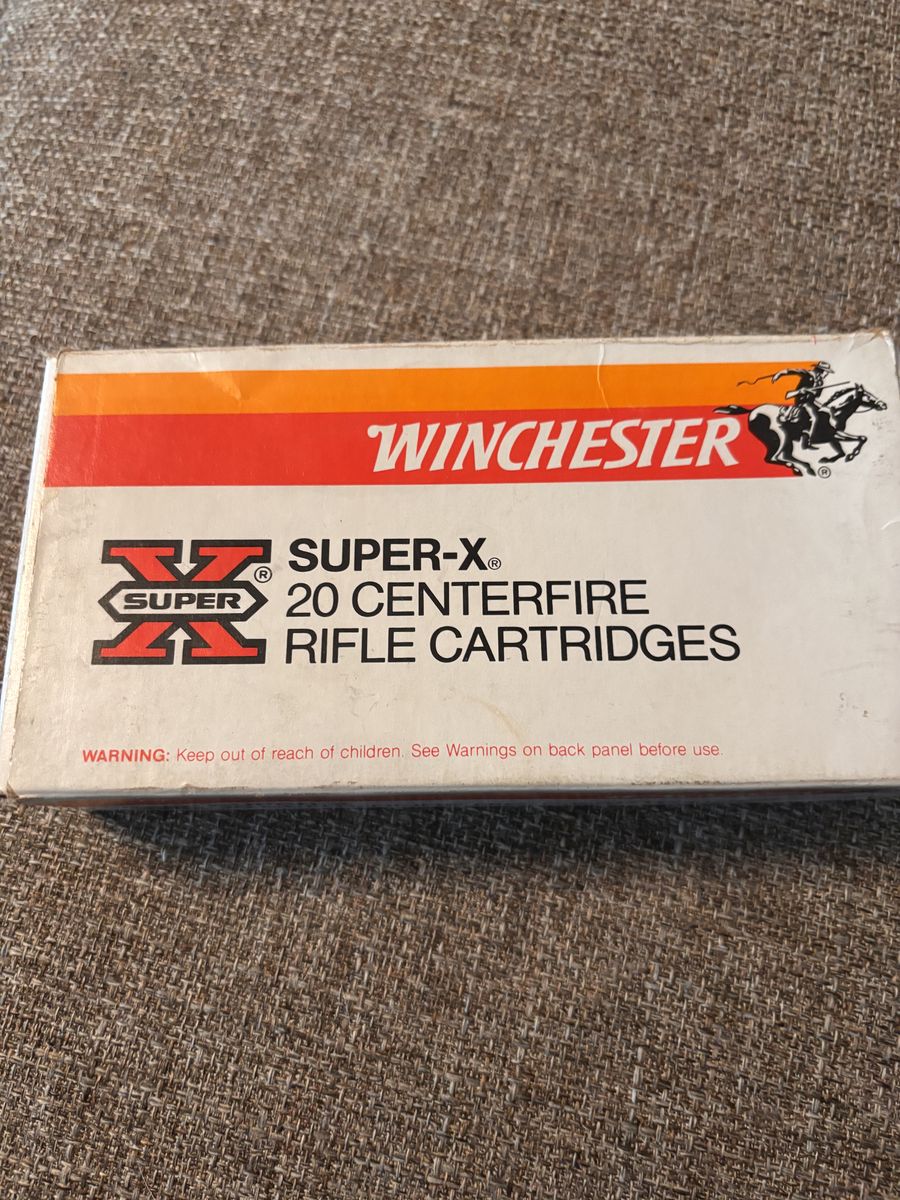 WINCHESTER®
X SUPER®
SUPER-X®
20 CENTERFIRE
RIFLE CARTRIDGES
WARNING: Keep out of reach of children. See Warnings on back panel before use.